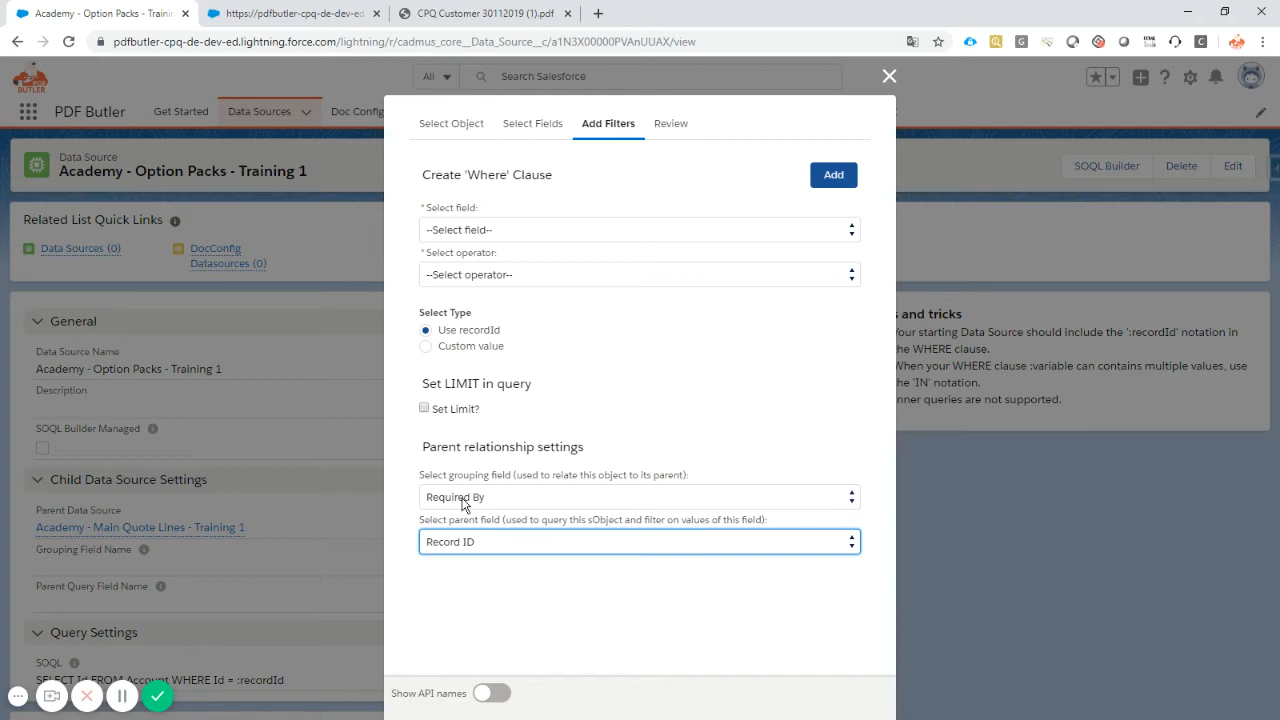 Academy - Option Packs - Trainin
https://pdfbutler-cpq-de-dev-ed
CPQ Customer 30112019 (1).pdf
pdfbutler-cpq-de-dev-ed.lightning.force.com/lightning/r/cadmus_core__Data_Source__c/a1N3X00000PVAnUUAX/view
All
Search Salesforce
BUTLER
PDF Butler
Get Started
Data Sources
Doc Config
Data Source
Academy - Option Packs - Training 1
SOQL Builder
Delete
Edit
Related List Quick Links
Data Sources (0)
DocConfig
Datasources (0)
General
Data Source Name
Academy - Option Packs - Training 1
Description
SOQL Builder Managed
Child Data Source Settings
Parent Data Source
Academy - Main Quote Lines - Training 1
Grouping Field Name
Parent Query Field Name
Query Settings
SOQL
SELECT Id FROM Account WHERE Id = :recordId
Select Object
Select Fields
Add Filters
Review
Create 'Where' Clause
Add
*Select field:
--Select field--
*Select operator:
--Select operator--
Select Type
Use recordId
Custom value
Set LIMIT in query
Set Limit?
Parent relationship settings
Select grouping field (used to relate this object to its parent):
Required By
Select parent field (used to query this sObject and filter on values of this field):
Record ID
Show API names
s and tricks
Your starting Data Source should include the ':recordId' notation in
the WHERE clause.
When your WHERE clause :variable can contains multiple values, use
the 'IN' notation.
nner queries are not supported.